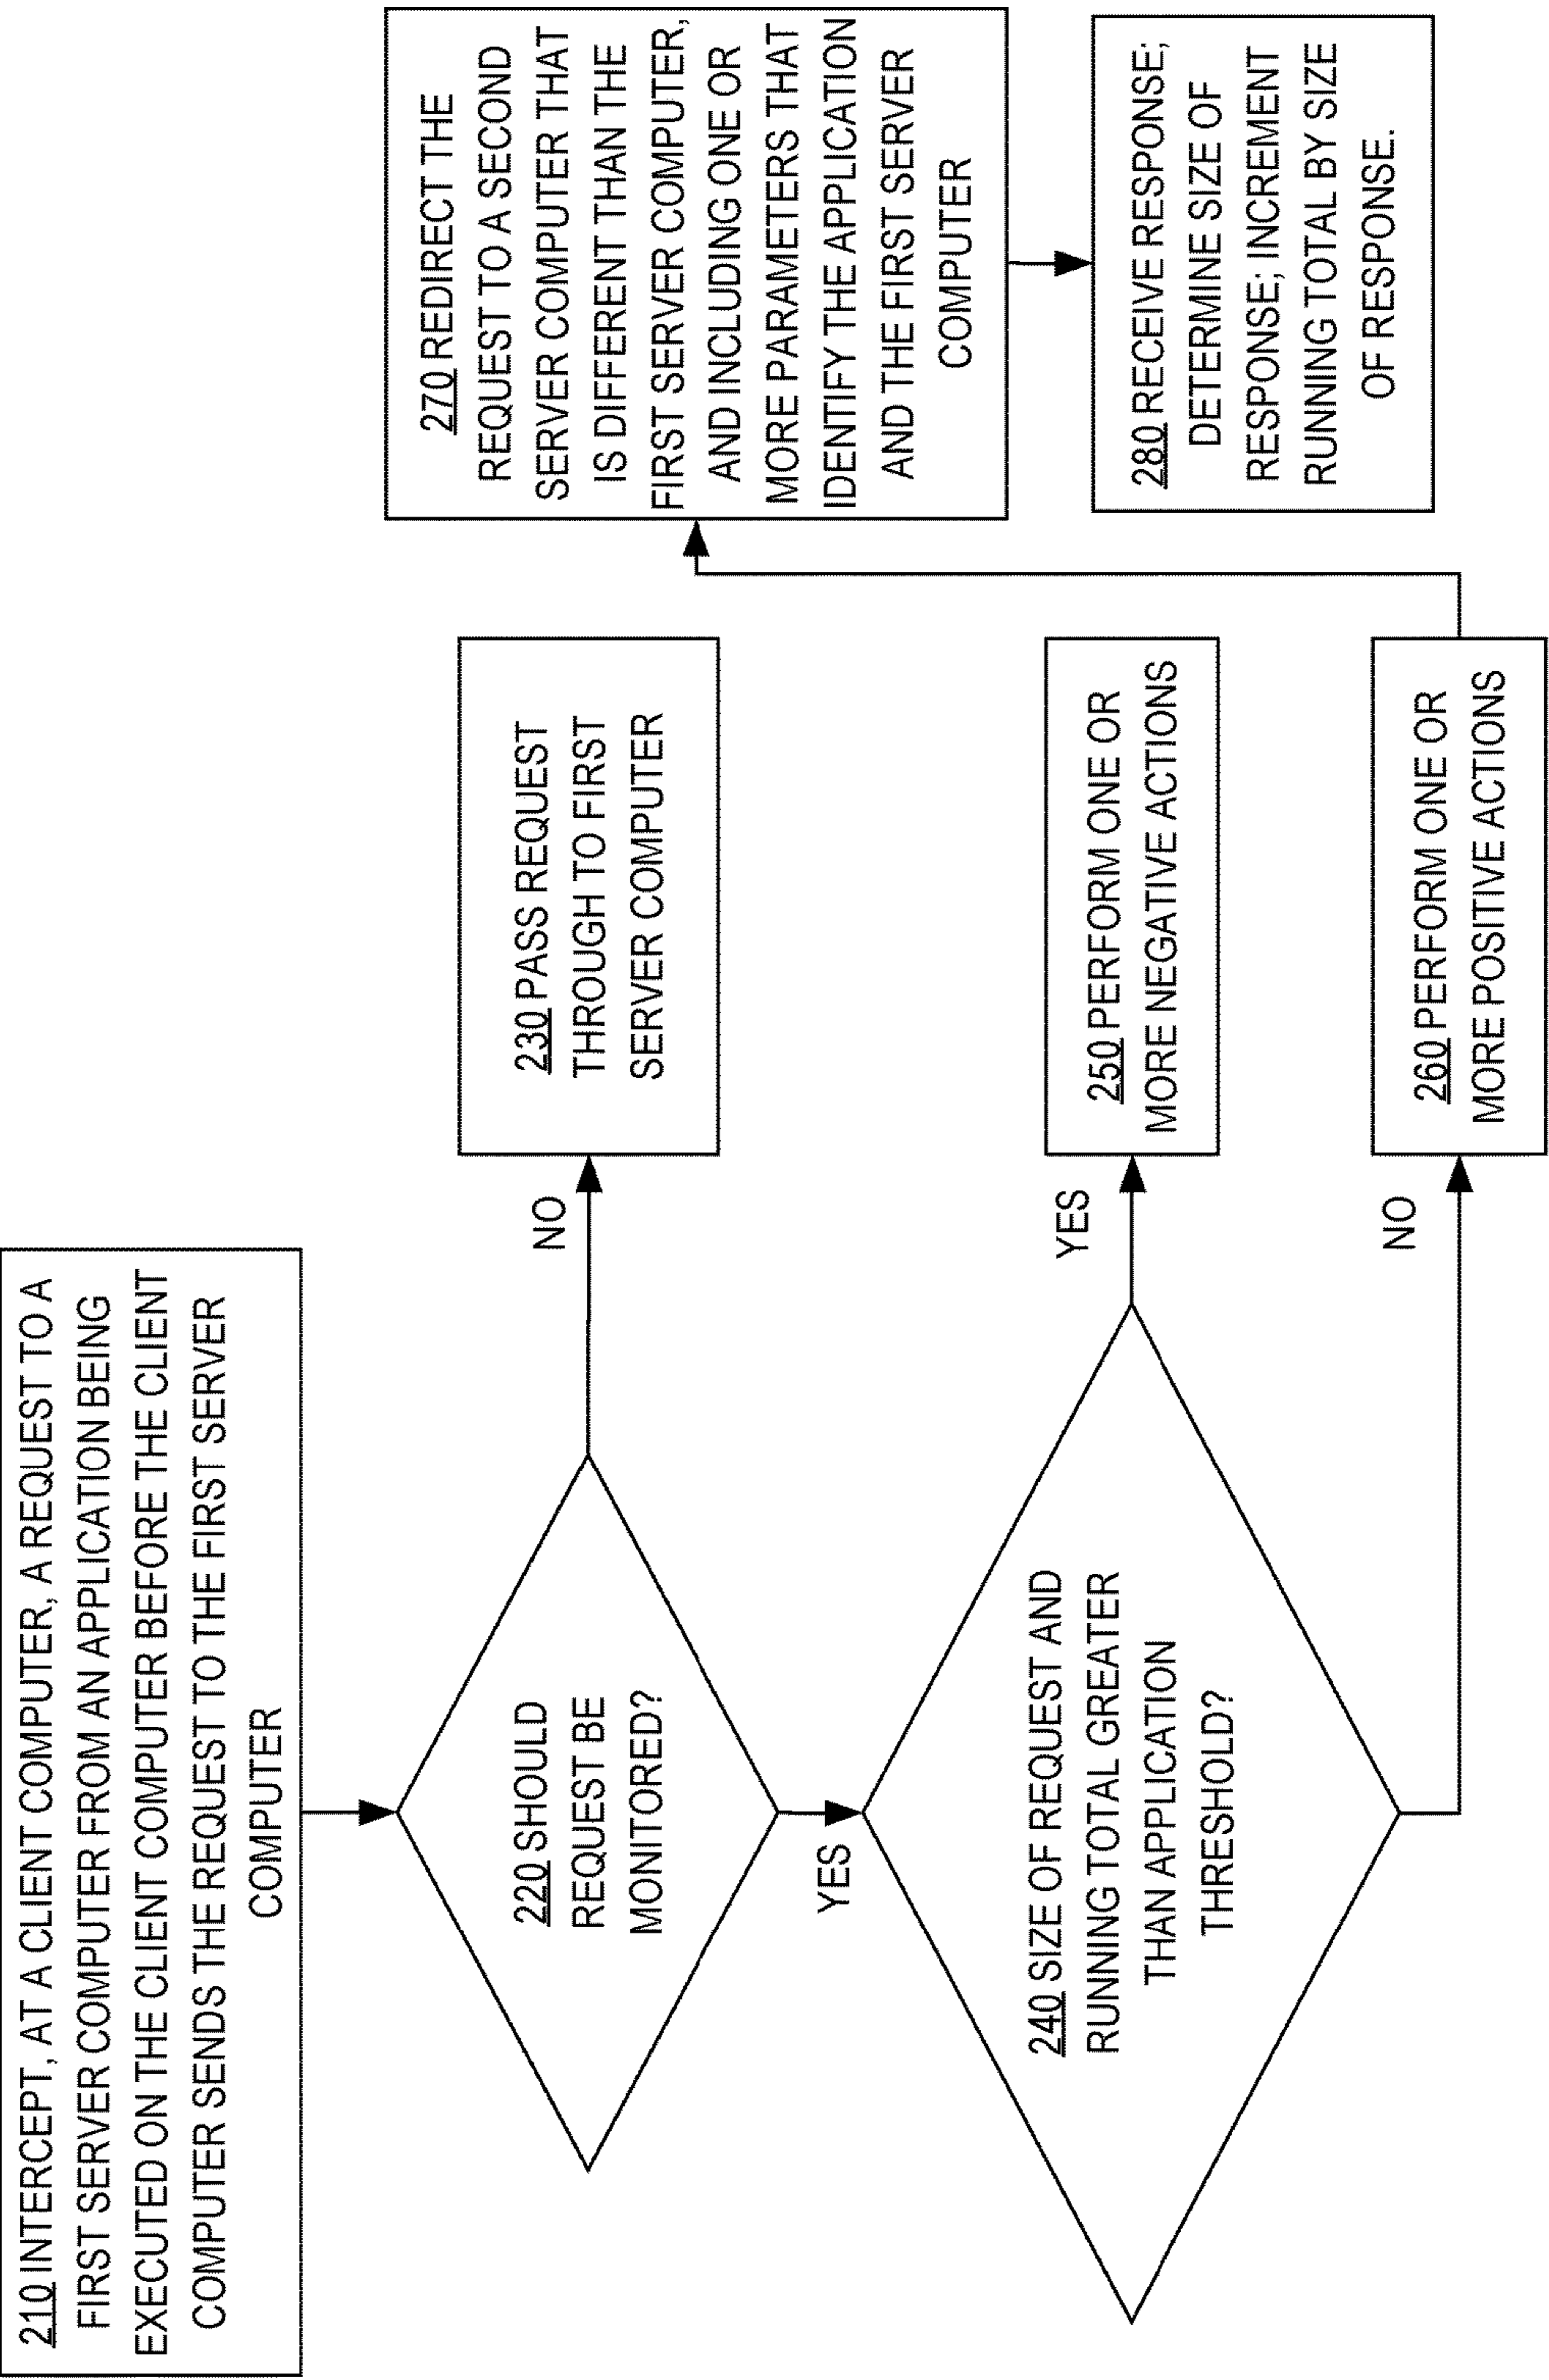 210 INTERCEPT, AT A CLIENT COMPUTER, A REQUEST TO A
FIRST SERVER COMPUTER FROM AN APPLICATION BEING
EXECUTED ON THE CLIENT COMPUTER BEFORE THE CLIENT
COMPUTER SENDS THE REQUEST TO THE FIRST SERVER
COMPUTER
220 SHOULD
REQUEST BE
MONITORED?
NO
230 PASS REQUEST
THROUGH TO FIRST
SERVER COMPUTER
YES
240 SIZE OF REQUEST AND
RUNNING TOTAL GREATER
THAN APPLICATION
THRESHOLD?
YES
250 PERFORM ONE OR
MORE NEGATIVE ACTIONS
NO
260 PERFORM ONE OR
MORE POSITIVE ACTIONS
270 REDIRECT THE
REQUEST TO A SECOND
SERVER COMPUTER THAT
IS DIFFERENT THAN THE
FIRST SERVER COMPUTER,
AND INCLUDING ONE OR
MORE PARAMETERS THAT
IDENTIFY THE APPLICATION
AND THE FIRST SERVER
COMPUTER
280 RECEIVE RESPONSE;
DETERMINE SIZE OF
RESPONSE; INCREMENT
RUNNING TOTAL BY SIZE
OF RESPONSE.